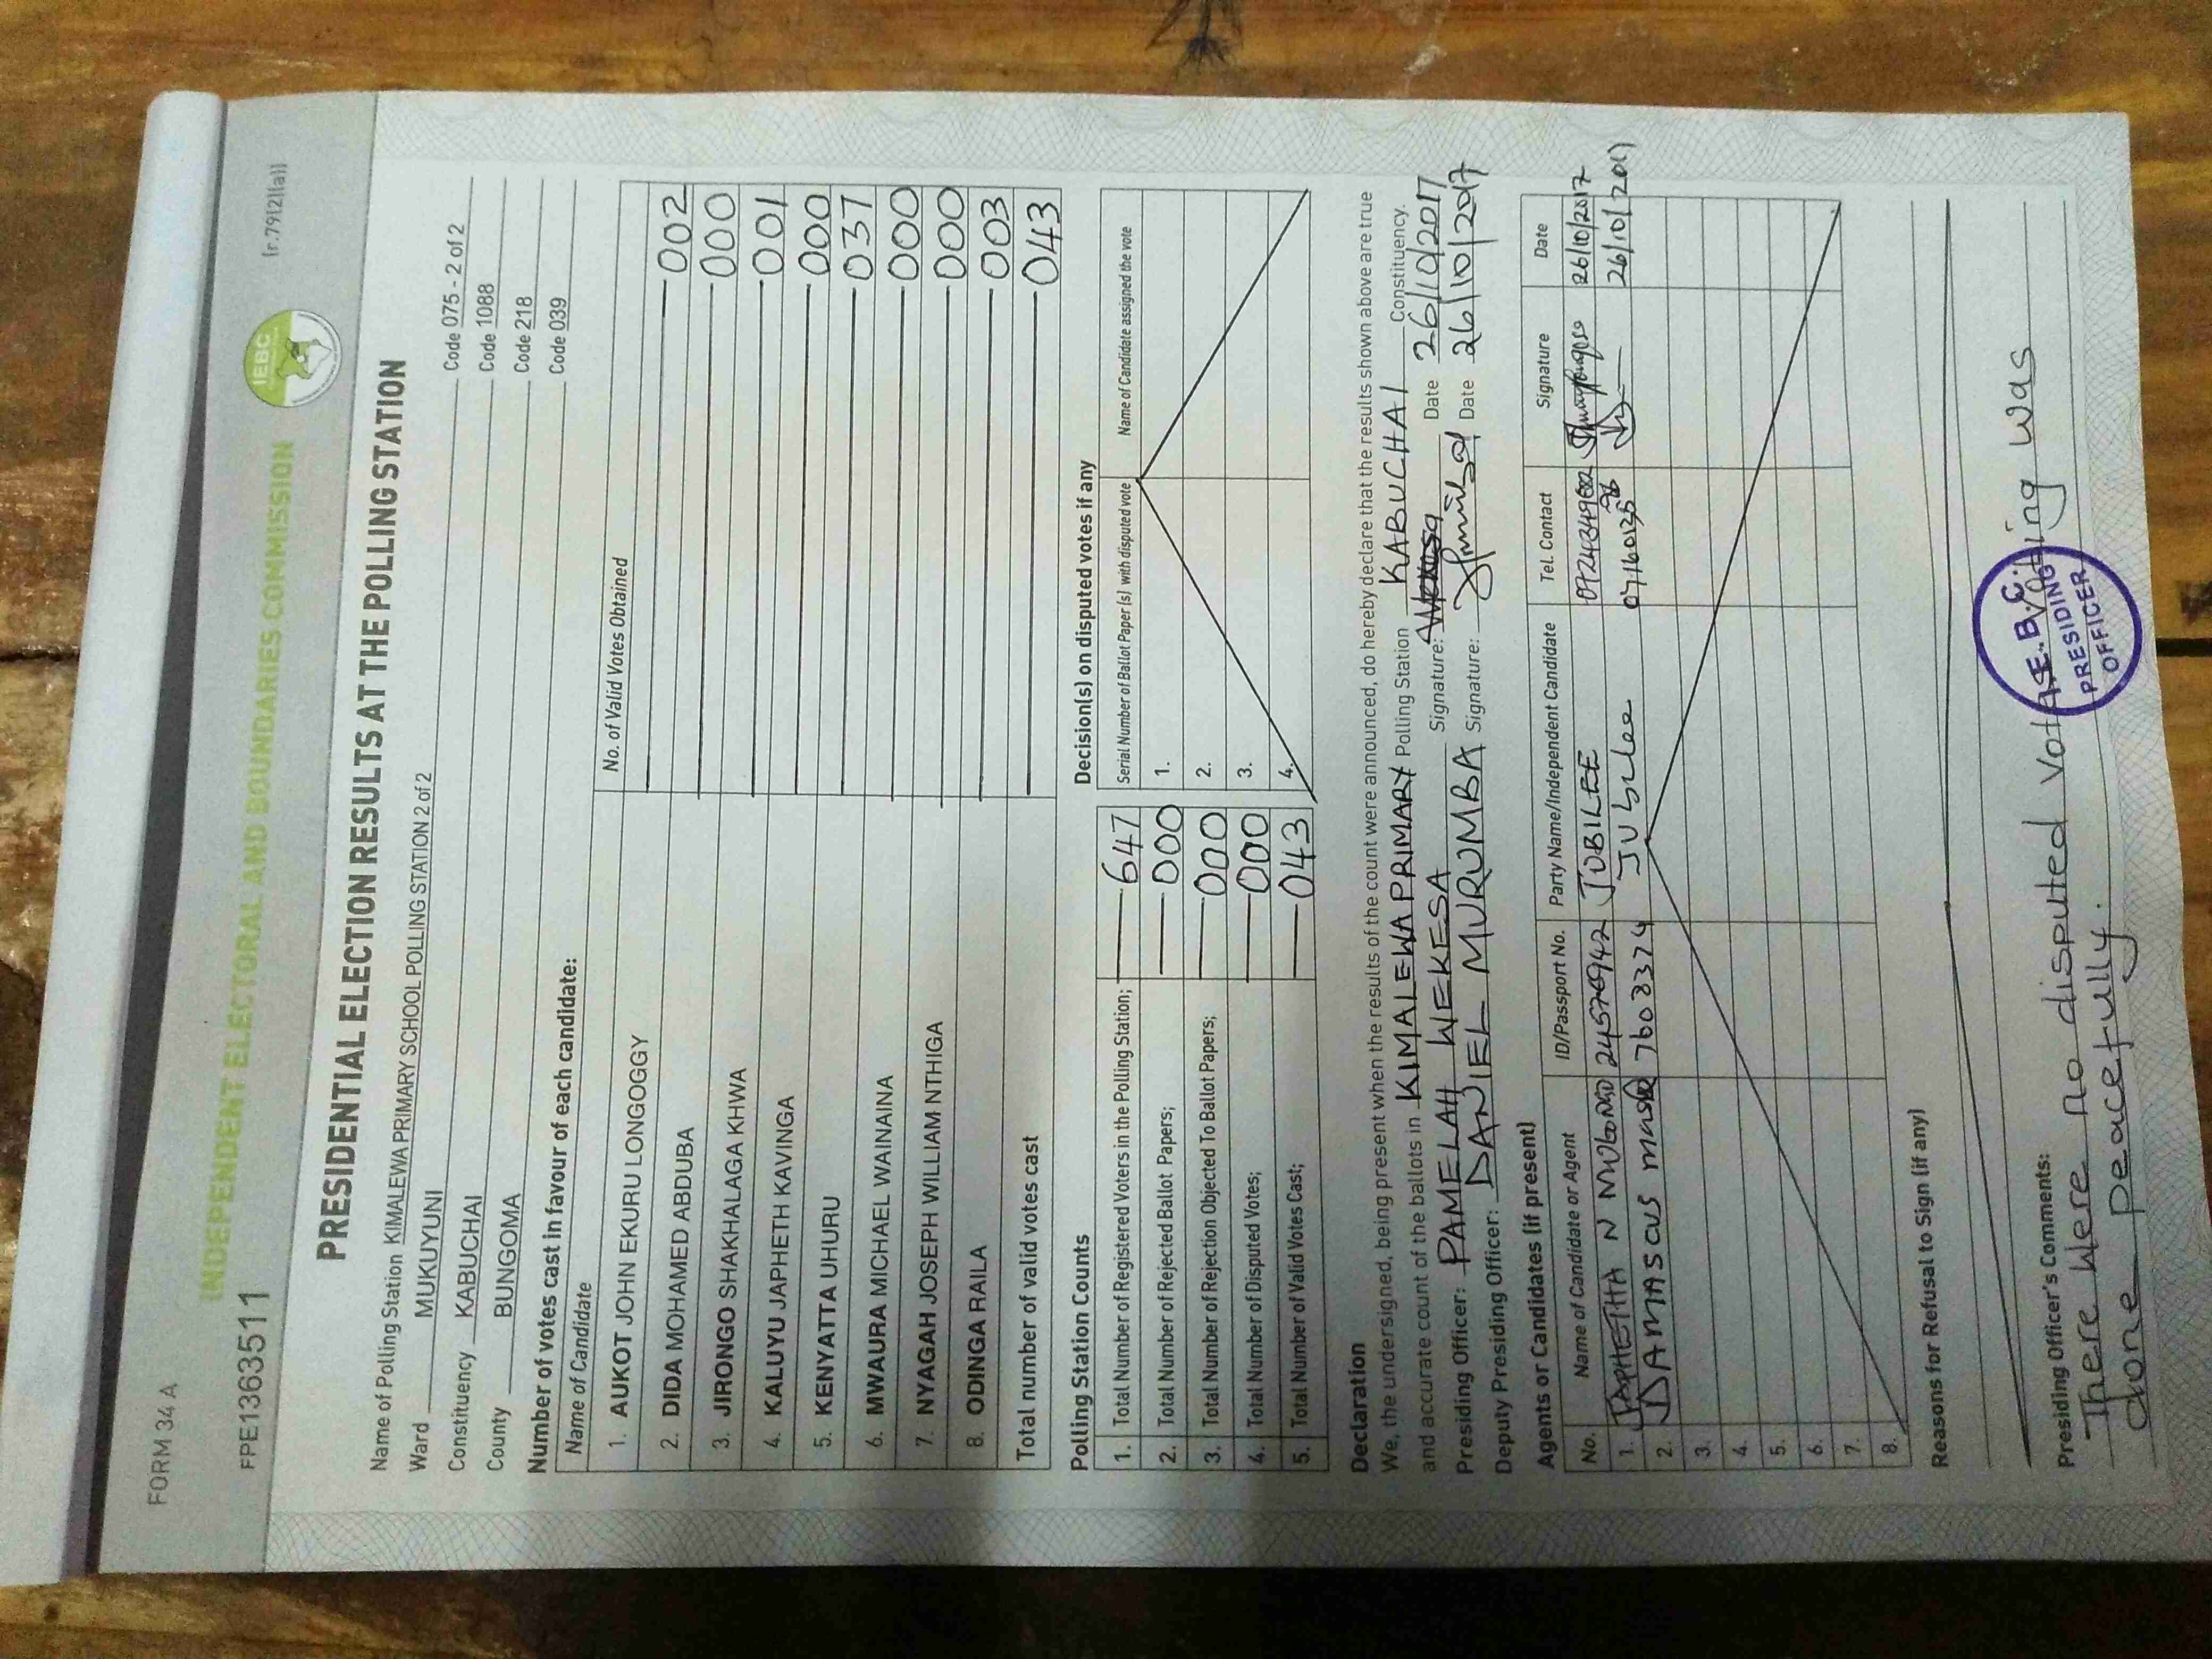 FORM 34A
(r.79(2)(a))
FPE1363511
IEBC
INDEPENDENT ELECTORAL AND BOUNDARIES COMMISSION
PRESIDENTIAL ELECTION RESULTS AT THE POLLING STATION
Name of Polling Station KIMALEWA PRIMARY SCHOOL POLLING STATION 2 of 2 Code 075 - 2 of 2
Ward MUKUYUNI Code 1088
Constituency KABUCHAI Code 218
County BUNGOMA Code 039
Number of votes cast in favour of each candidate:
Name of Candidate No. of Valid Votes Obtained
1. AUKOT JOHN EKURU LONGOGGY 002
2. DIDA MOHAMED ABDUBA 000
3. JIRONGO SHAKHALAGA KHWA 001
4. KALUYU JAPHETH KAVINGA 000
5. KENYATTA UHURU 037
6. MWAURA MICHAEL WAINAINA 000
7. NYAGAH JOSEPH WILLIAM NTHIGA 000
8. ODINGA RAILA 003
Total number of valid votes cast 043
Polling Station Counts
1. Total Number of Registered Voters in the Polling Station; 647
2. Total Number of Rejected Ballot Papers; 000
3. Total Number of Rejection Objected To Ballot Papers; 000
4. Total Number of Disputed Votes; 000
5. Total Number of Valid Votes Cast; 043
Decision(s) on disputed votes if any
Serial Number of Ballot Paper (s) with disputed vote Name of Candidate assigned the vote
1.
2.
3.
4.
Declaration
We, the undersigned, being present when the results of the count were announced, do hereby declare that the results shown above are true
and accurate count of the ballots in KIMALEWA PRIMARY Polling Station KABUCHAI Constituency.
Presiding Officer: PAMELAH WEKESA Signature: Date 26/10/2017
Deputy Presiding Officer: DANIEL MURUMBA Signature: Date 26/10/2017
Agents or Candidates (if present)
No. Name of Candidate or Agent ID/Passport No. Party Name/Independent Candidate Tel. Contact Signature Date
1. JAPHETHA N 24576942 JUBILEE 26/10/2017
2. DAMASCUS 7603374 Jubilee 26/10/2017
3.
4.
5.
6.
7.
8.
Reasons for Refusal to Sign (if any)
Presiding Officer's Comments:
There were no disputed votes. Voting was
done peacefully.
I.E.B.C.
PRESIDING
OFFICER